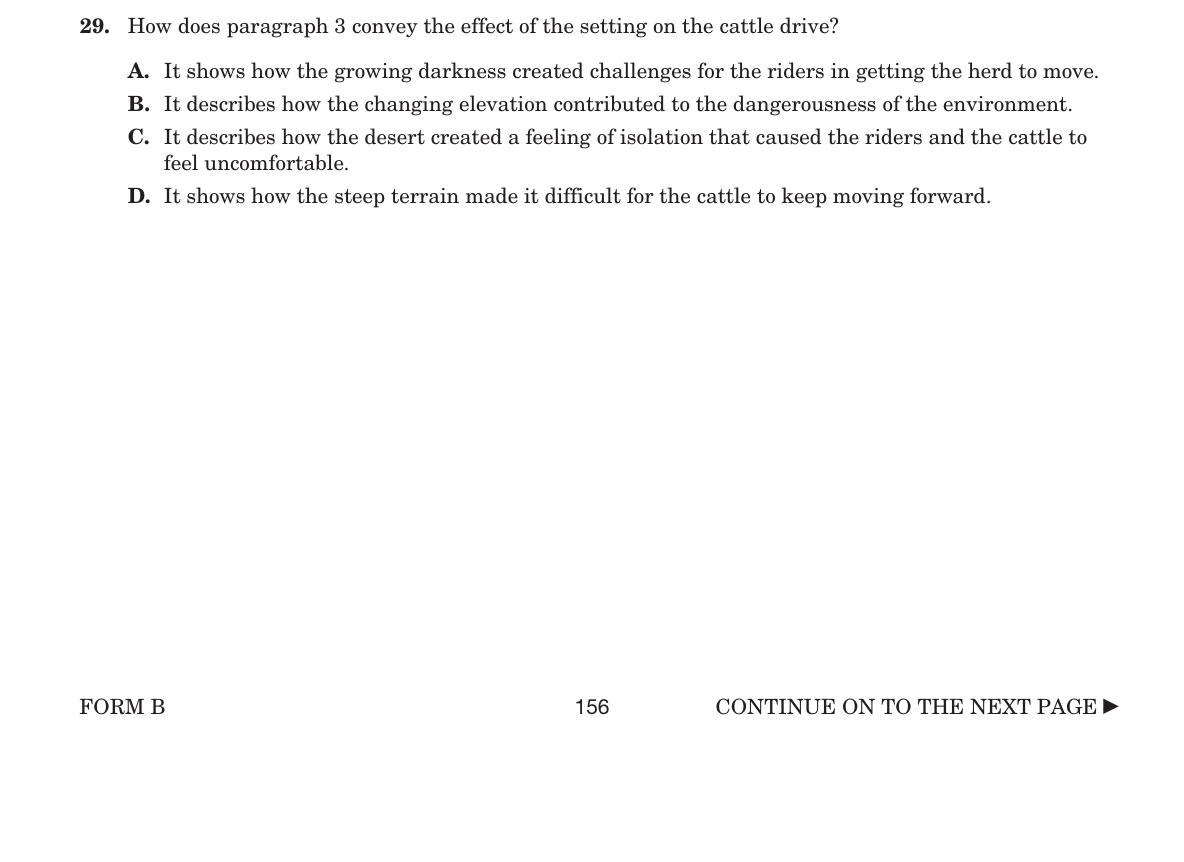 29. How does paragraph 3 convey the effect of the setting on the cattle drive?
A. It shows how the growing darkness created challenges for the riders in getting the herd to move.
B. It describes how the changing elevation contributed to the dangerousness of the environment.
C. It describes how the desert created a feeling of isolation that caused the riders and the cattle to
feel uncomfortable.
D. It shows how the steep terrain made it difficult for the cattle to keep moving forward.
FORM B
156
CONTINUE ON TO THE NEXT PAGE ►